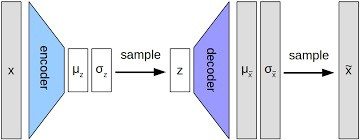 x
encoder
μz
σz
sample
z
decoder
μx̃
σx̃
sample
x̃